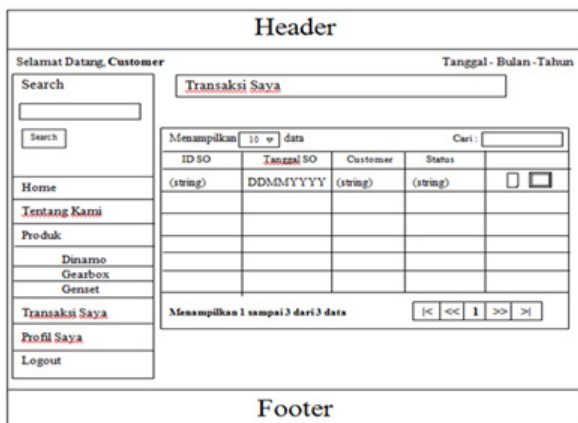 Header
Selamat Datang, Customer
Tanggal - Bulan -Tahun
Search
Search
Home
Tentang Kami
Produk
Dinamo
Gearbox
Genset
Transaksi Saya
Profil Saya
Logout
Transaksi Saya
Menampilkan 10 data
Cari :
ID SO Tanggal SO Customer Status
(string) DDMMYYYY (string) (string)
Menampilkan 1 sampai 3 dari 3 data
|< << 1 >> >|
Footer